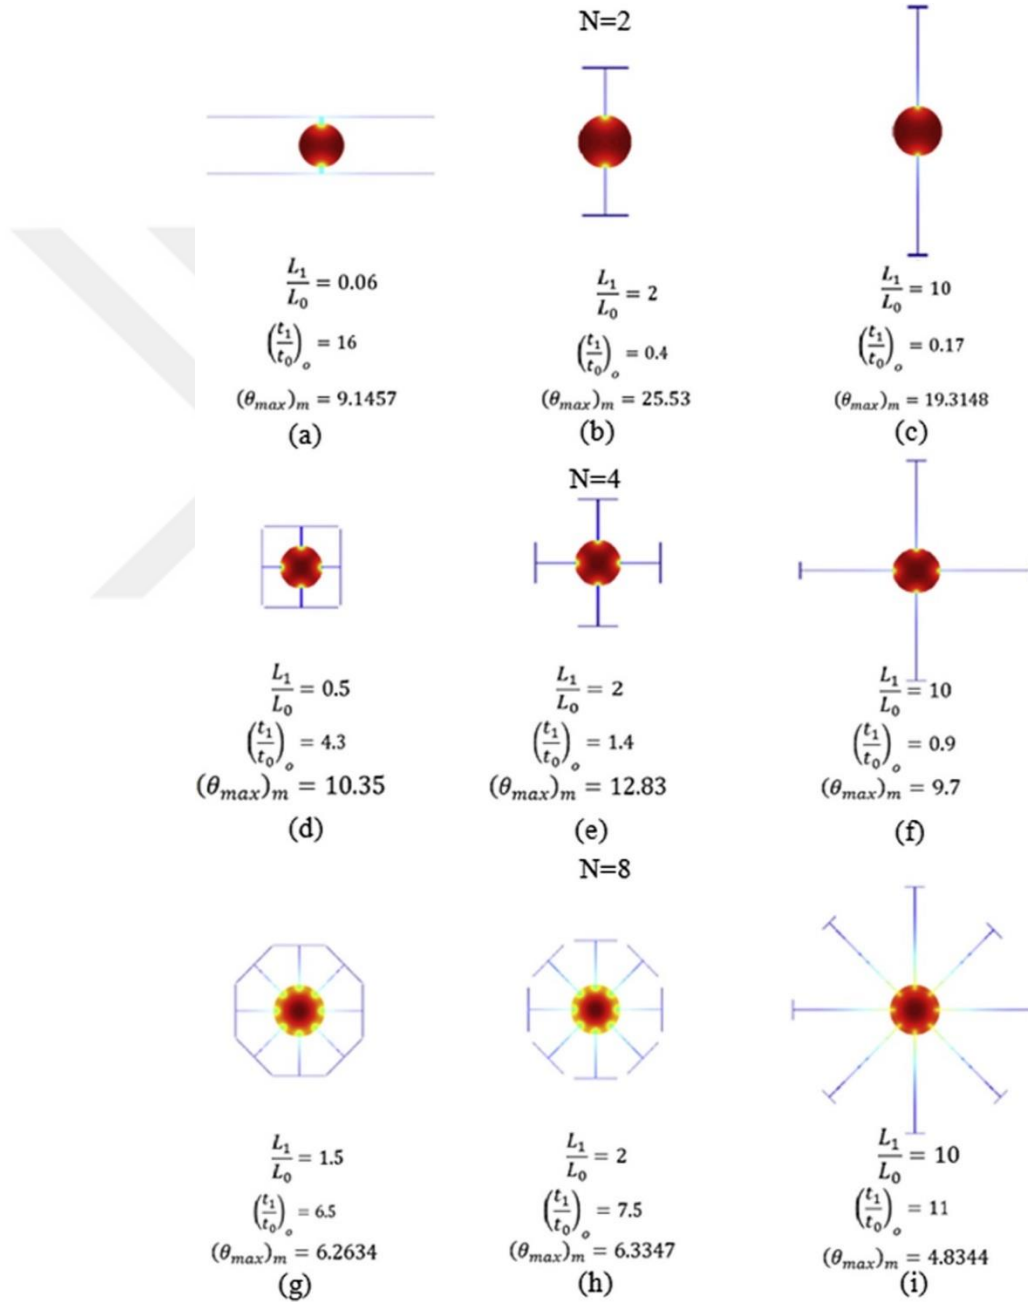 N=2
L₁/L₀ = 0.06
L₁/L₀ = 2
L₁/L₀ = 10
(t₁/t₀)ₒ = 16
(t₁/t₀)ₒ = 0.4
(t₁/t₀)ₒ = 0.17
(θₘₐₓ)ₘ = 9.1457
(θₘₐₓ)ₘ = 25.53
(θₘₐₓ)ₘ = 19.3148
(a)
(b)
(c)
N=4
L₁/L₀ = 0.5
L₁/L₀ = 2
L₁/L₀ = 10
(t₁/t₀)ₒ = 4.3
(t₁/t₀)ₒ = 1.4
(t₁/t₀)ₒ = 0.9
(θₘₐₓ)ₘ = 10.35
(θₘₐₓ)ₘ = 12.83
(θₘₐₓ)ₘ = 9.7
(d)
(e)
(f)
N=8
L₁/L₀ = 1.5
L₁/L₀ = 2
L₁/L₀ = 10
(t₁/t₀)ₒ = 6.5
(t₁/t₀)ₒ = 7.5
(t₁/t₀)ₒ = 11
(θₘₐₓ)ₘ = 6.2634
(θₘₐₓ)ₘ = 6.3347
(θₘₐₓ)ₘ = 4.8344
(g)
(h)
(i)